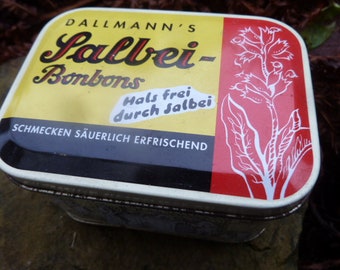 DALLMANN'S
Salbei-
Bonbons
Hals frei
durch Salbei
SCHMECKEN SÄUERLICH ERFRISCHEND